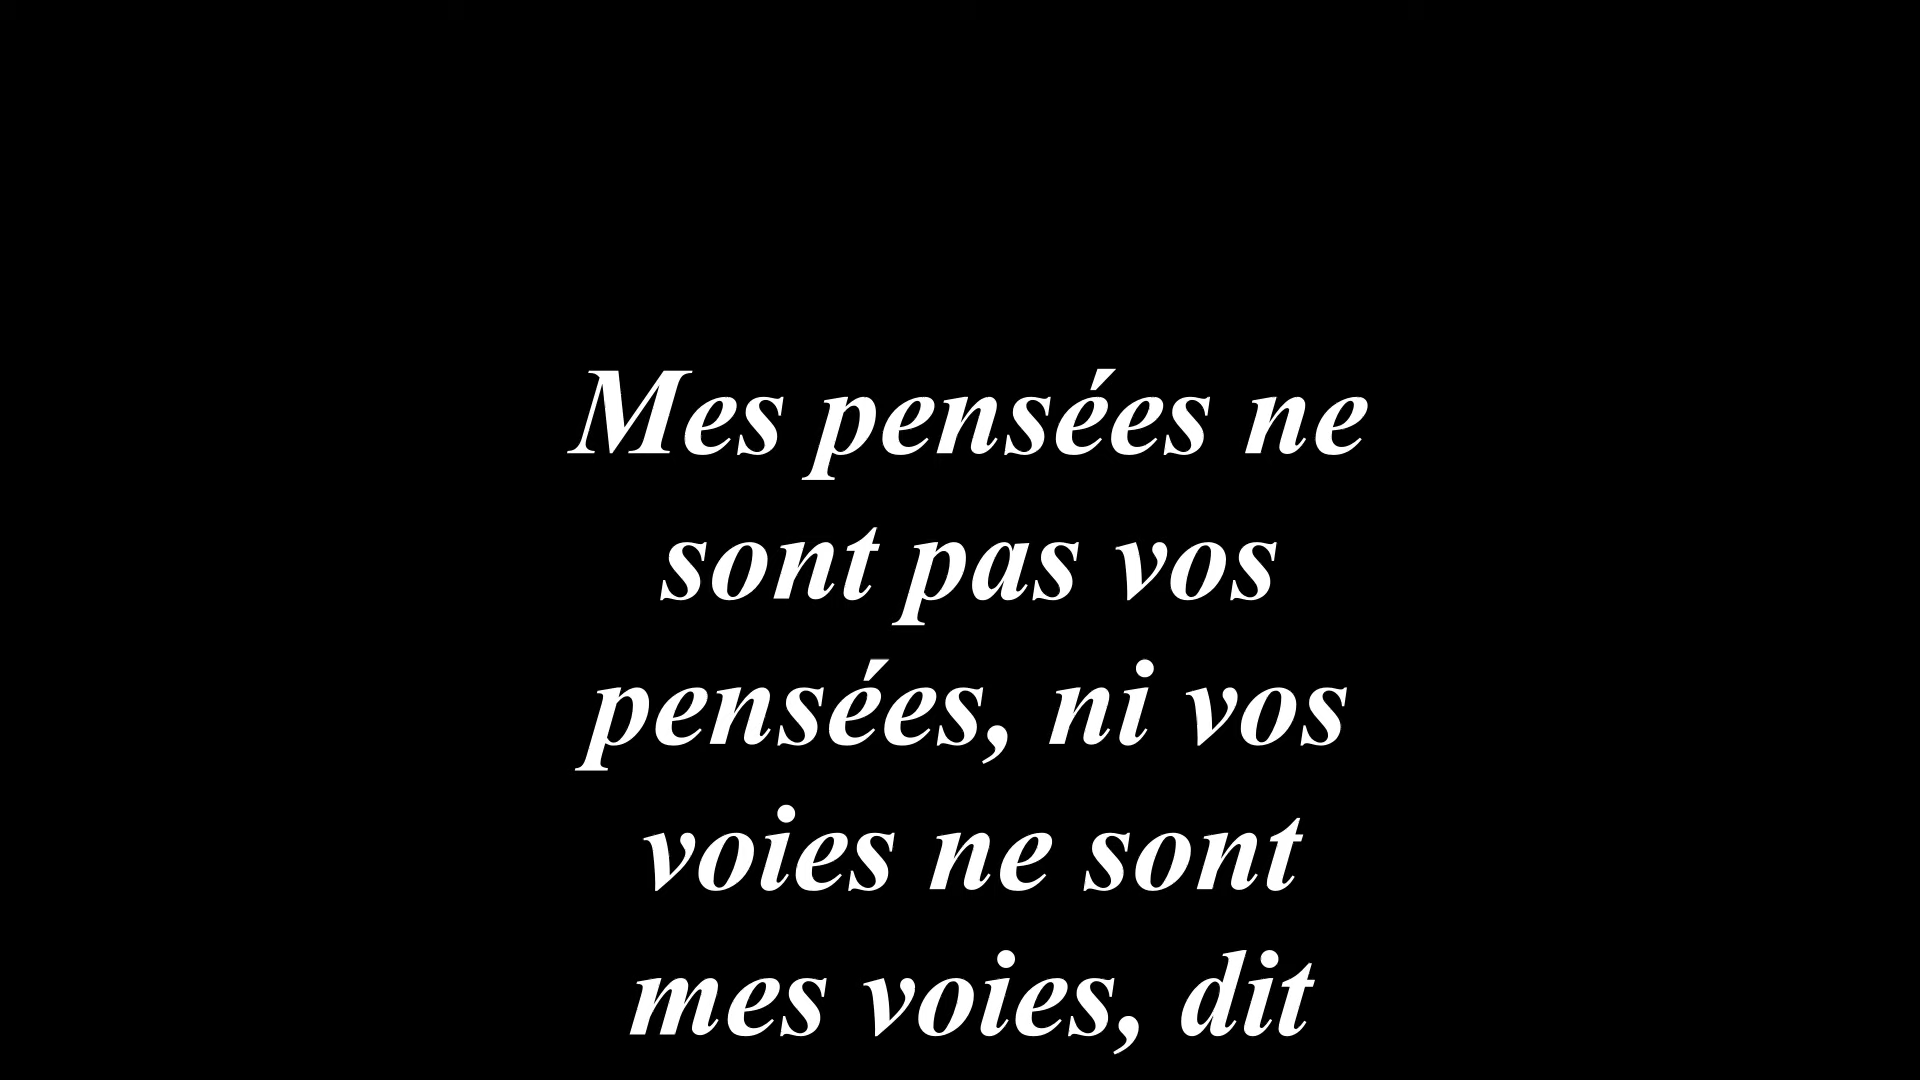 Mes pensées ne
sont pas vos
pensées, ni vos
voies ne sont
mes voies, dit